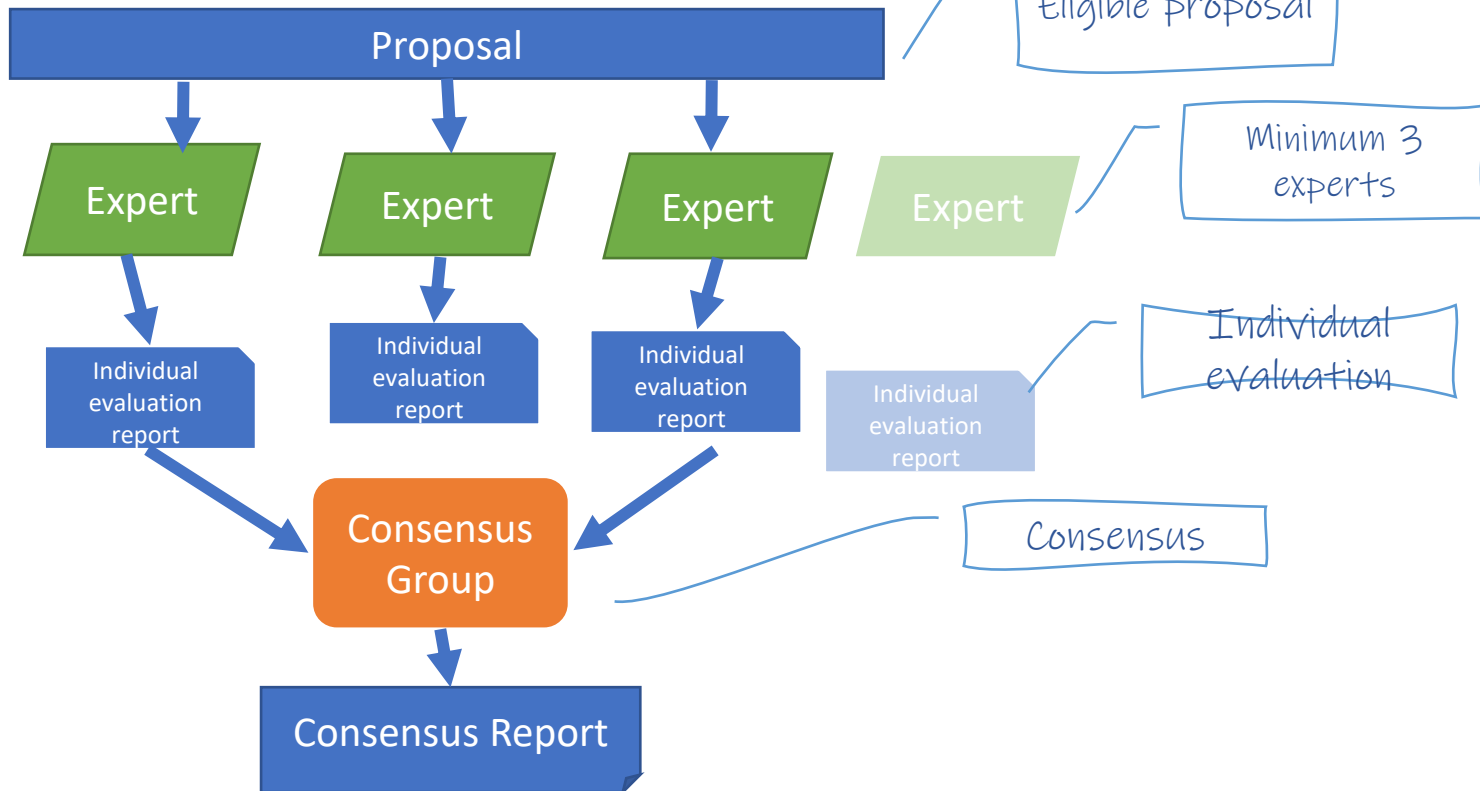 Eligible proposal
Proposal
Minimum 3
experts
Expert
Expert
Expert
Expert
Individual
evaluation
Individual
evaluation
report
Individual
evaluation
report
Individual
evaluation
report
Individual
evaluation
report
Consensus
Group
Consensus
Consensus Report